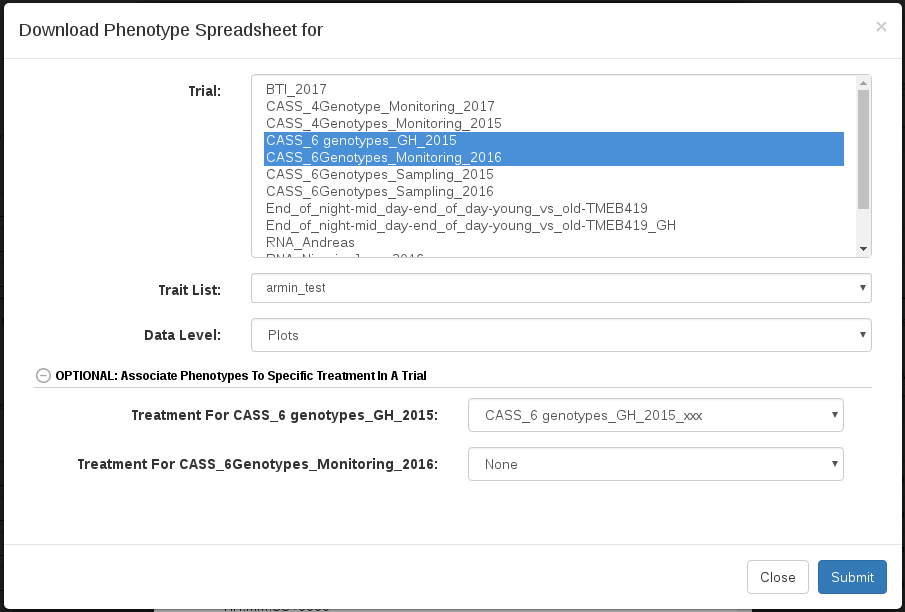 Download Phenotype Spreadsheet for ×
Trial:
BTI_2017
CASS_4Genotype_Monitoring_2017
CASS_4Genotypes_Monitoring_2015
CASS_6 genotypes_GH_2015
CASS_6Genotypes_Monitoring_2016
CASS_6Genotypes_Sampling_2015
CASS_6Genotypes_Sampling_2016
End_of_night-mid_day-end_of_day-young_vs_old-TMEB419
End_of_night-mid_day-end_of_day-young_vs_old-TMEB419_GH
RNA_Andreas
Trait List: armin_test
Data Level: Plots
OPTIONAL: Associate Phenotypes To Specific Treatment In A Trial
Treatment For CASS_6 genotypes_GH_2015: CASS_6 genotypes_GH_2015_xxx
Treatment For CASS_6Genotypes_Monitoring_2016: None
Close Submit